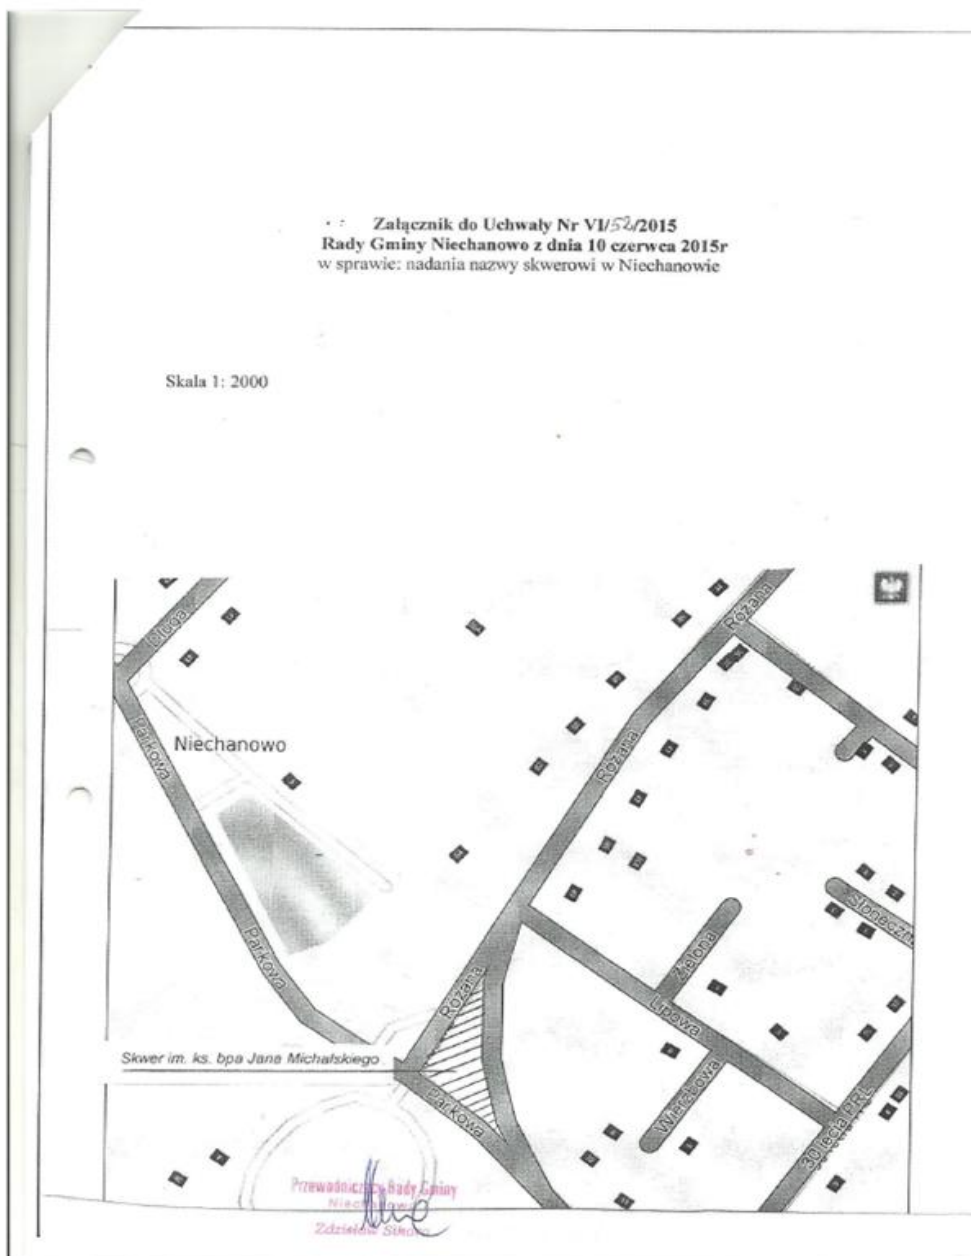 Załącznik do Uchwały Nr VI/52/2015
Rady Gminy Niechanowo z dnia 10 czerwca 2015r
w sprawie: nadania nazwy skwerowi w Niechanowie
Skala 1: 2000
Różana
Długa
Parkowa
Niechanowo
Różana
Słoneczn
Parkowa
Zielona
Różana
Lipowa
Skwer im. ks. bpa Jana Michalskiego
Parkowa
Wierzbowa
30 lecia PRL
Przewodniczący Rady Gminy
Niechanowo
Zdzisław